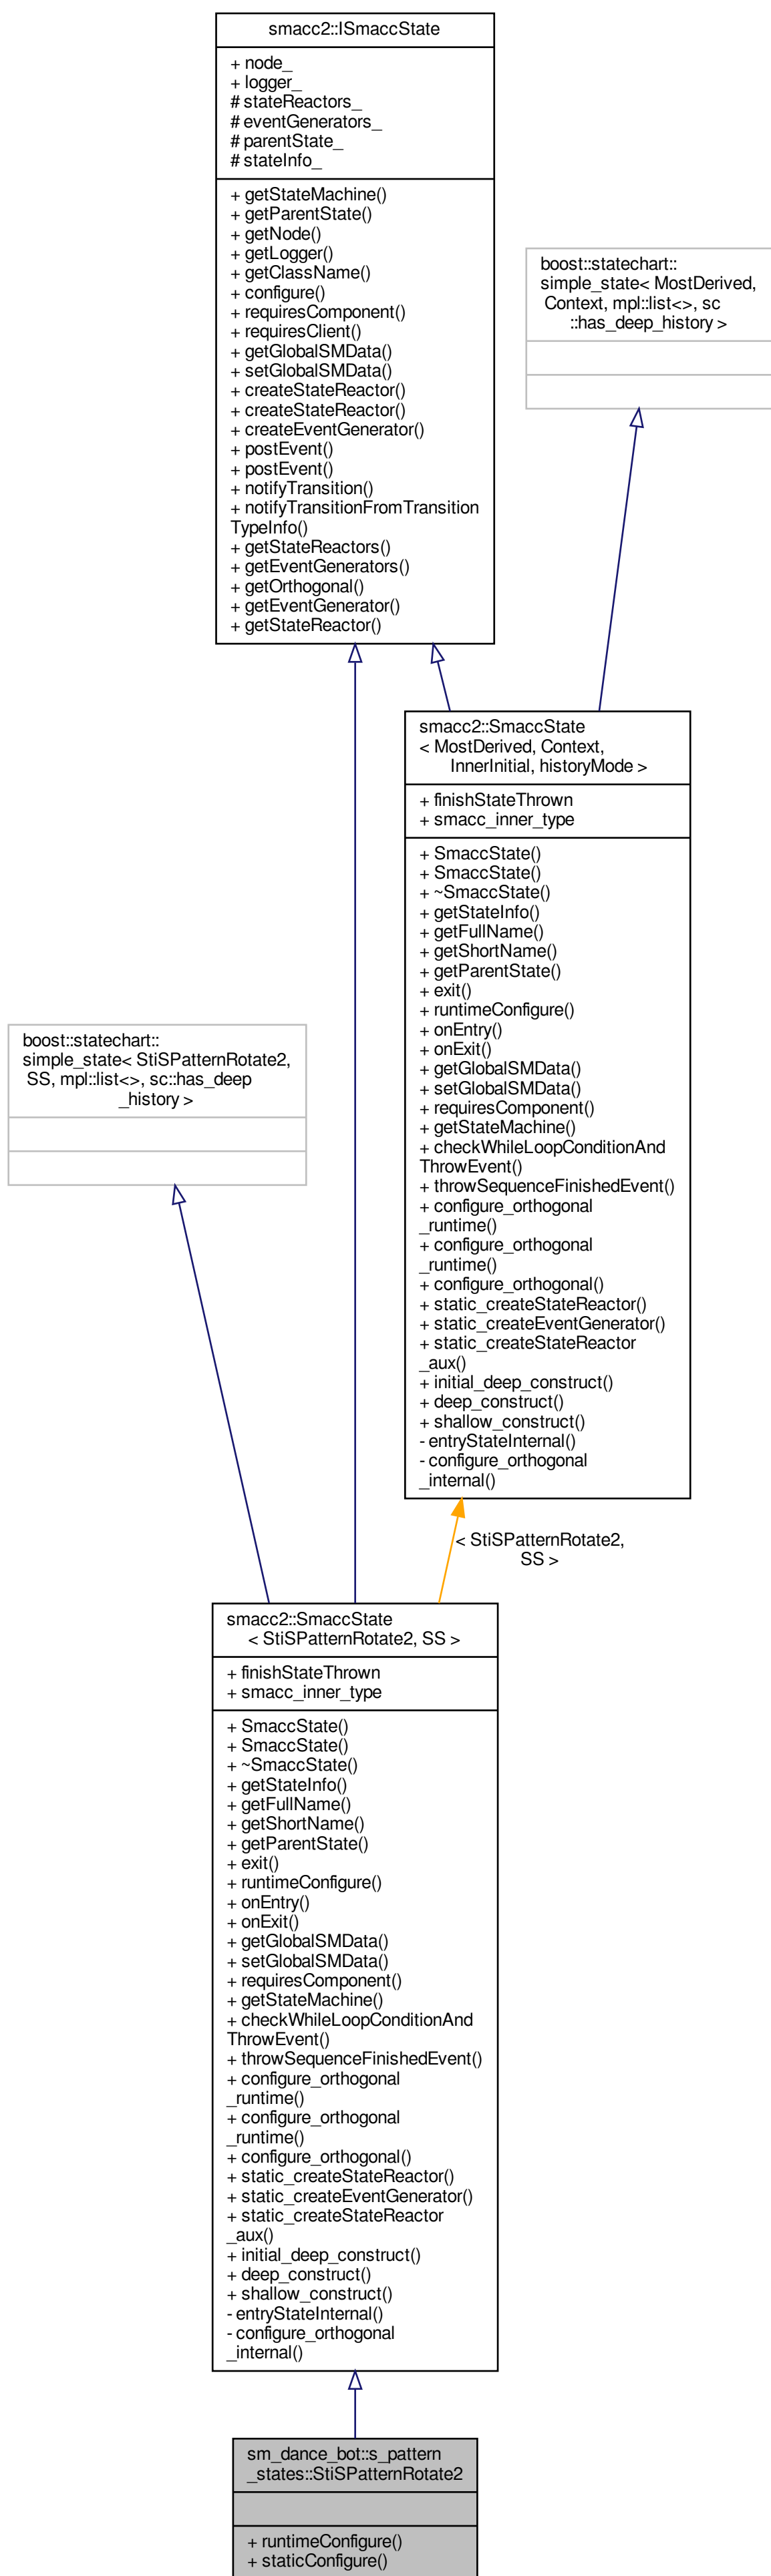 smacc2::ISmaccState
+ node_
+ logger_
# stateReactors_
# eventGenerators_
# parentState_
# stateInfo_
+ getStateMachine()
+ getParentState()
+ getNode()
+ getLogger()
+ getClassName()
+ configure()
+ requiresComponent()
+ requiresClient()
+ getGlobalSMData()
+ setGlobalSMData()
+ createStateReactor()
+ createStateReactor()
+ createEventGenerator()
+ postEvent()
+ postEvent()
+ notifyTransition()
+ notifyTransitionFromTransition
TypeInfo()
+ getStateReactors()
+ getEventGenerators()
+ getOrthogonal()
+ getEventGenerator()
+ getStateReactor()
boost::statechart::
simple_state< MostDerived,
Context, mpl::list<>, sc
::has_deep_history >
smacc2::SmaccState
< MostDerived, Context,
InnerInitial, historyMode >
+ finishStateThrown
+ smacc_inner_type
+ SmaccState()
+ SmaccState()
+ ~SmaccState()
+ getStateInfo()
+ getFullName()
+ getShortName()
+ getParentState()
+ exit()
+ runtimeConfigure()
+ onEntry()
+ onExit()
+ getGlobalSMData()
+ setGlobalSMData()
+ requiresComponent()
+ getStateMachine()
+ checkWhileLoopConditionAnd
ThrowEvent()
+ throwSequenceFinishedEvent()
+ configure_orthogonal
_runtime()
+ configure_orthogonal
_runtime()
+ configure_orthogonal()
+ static_createStateReactor()
+ static_createEventGenerator()
+ static_createStateReactor
_aux()
+ initial_deep_construct()
+ deep_construct()
+ shallow_construct()
- entryStateInternal()
- configure_orthogonal
_internal()
boost::statechart::
simple_state< StiSPatternRotate2,
SS, mpl::list<>, sc::has_deep
_history >
< StiSPatternRotate2,
SS >
smacc2::SmaccState
< StiSPatternRotate2, SS >
+ finishStateThrown
+ smacc_inner_type
+ SmaccState()
+ SmaccState()
+ ~SmaccState()
+ getStateInfo()
+ getFullName()
+ getShortName()
+ getParentState()
+ exit()
+ runtimeConfigure()
+ onEntry()
+ onExit()
+ getGlobalSMData()
+ setGlobalSMData()
+ requiresComponent()
+ getStateMachine()
+ checkWhileLoopConditionAnd
ThrowEvent()
+ throwSequenceFinishedEvent()
+ configure_orthogonal
_runtime()
+ configure_orthogonal
_runtime()
+ configure_orthogonal()
+ static_createStateReactor()
+ static_createEventGenerator()
+ static_createStateReactor
_aux()
+ initial_deep_construct()
+ deep_construct()
+ shallow_construct()
- entryStateInternal()
- configure_orthogonal
_internal()
sm_dance_bot::s_pattern
_states::StiSPatternRotate2
+ runtimeConfigure()
+ staticConfigure()